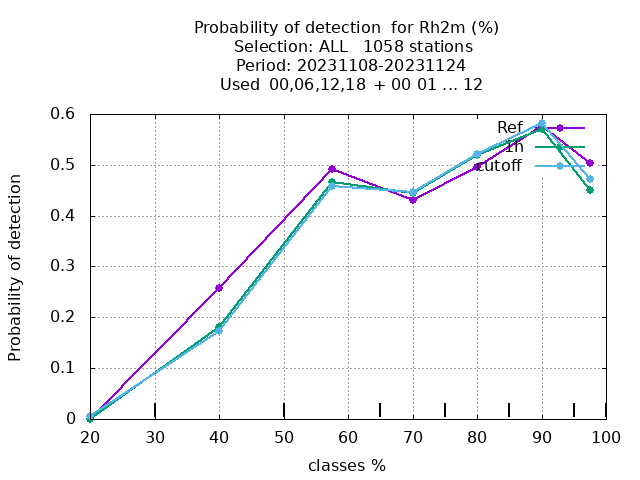 Probability of detection  for Rh2m (%)
Selection: ALL   1058 stations
Period: 20231108-20231124
Used  00,06,12,18  + 00 01 ... 12
Probability of detection
0.6
0.5
0.4
0.3
0.2
0.1
0
Ref
1h
cutoff
20 30 40 50 60 70 80 90 100
classes %